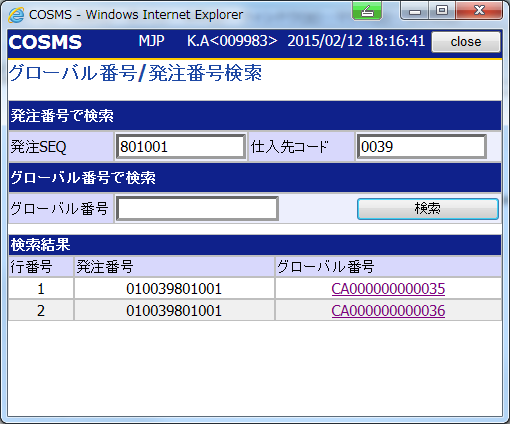 COSMS - Windows Internet Explorer
COSMS MJP K.A<009983> 2015/02/12 18:16:41 close
グローバル番号/発注番号検索
発注番号で検索
発注SEQ 801001 仕入先コード 0039
グローバル番号で検索
グローバル番号 検索
検索結果
行番号 発注番号 グローバル番号
1 010039801001 CA000000000035
2 010039801001 CA000000000036